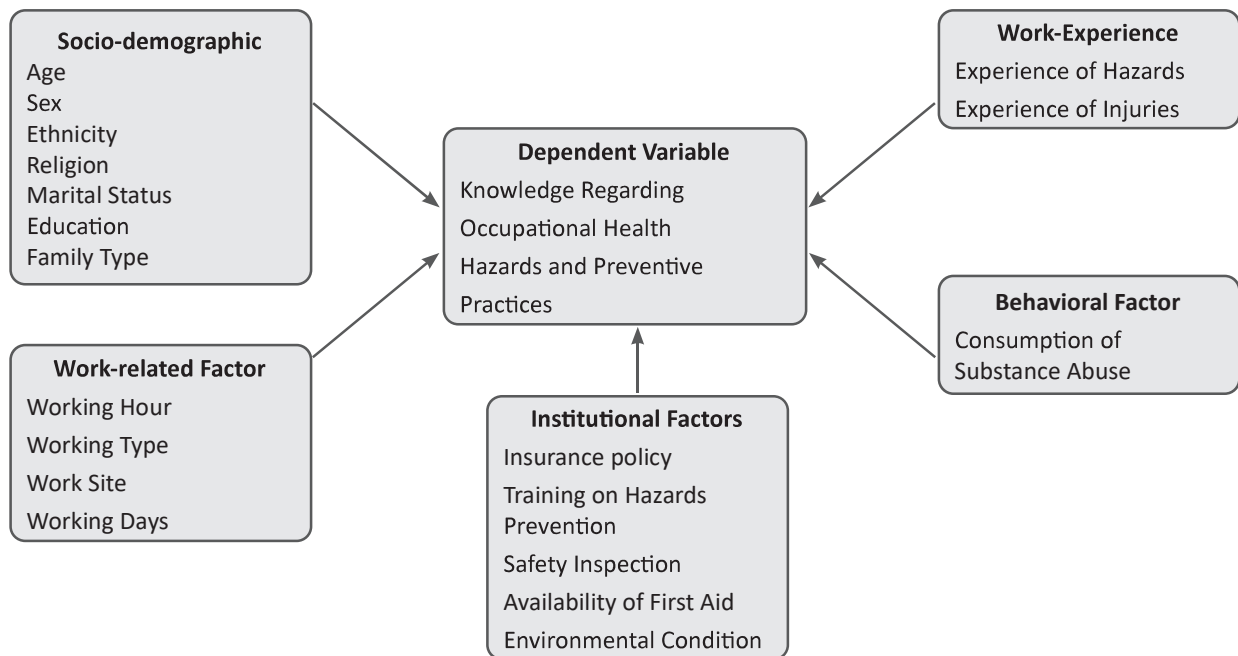 Socio-demographic
Age
Sex
Ethnicity
Religion
Marital Status
Education
Family Type
Work-related Factor
Working Hour
Working Type
Work Site
Working Days
Dependent Variable
Knowledge Regarding
Occupational Health
Hazards and Preventive
Practices
Institutional Factors
Insurance policy
Training on Hazards
Prevention
Safety Inspection
Availability of First Aid
Environmental Condition
Work-Experience
Experience of Hazards
Experience of Injuries
Behavioral Factor
Consumption of
Substance Abuse